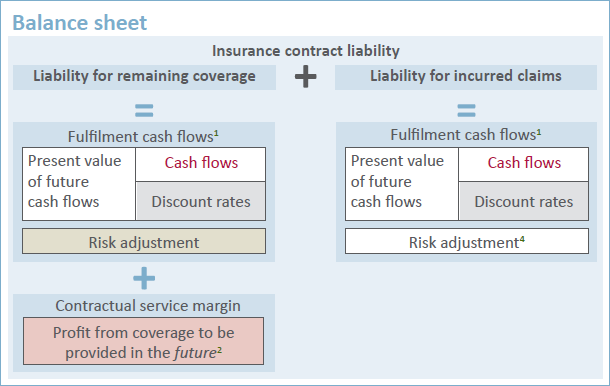 Balance sheet
Insurance contract liability
Liability for remaining coverage + Liability for incurred claims
= =
Fulfilment cash flows¹
Present value
of future
cash flows
Cash flows
Discount rates
Risk adjustment
+
Contractual service margin
Profit from coverage to be
provided in the future²
Fulfilment cash flows¹
Present value
of future
cash flows
Cash flows
Discount rates
Risk adjustment⁴